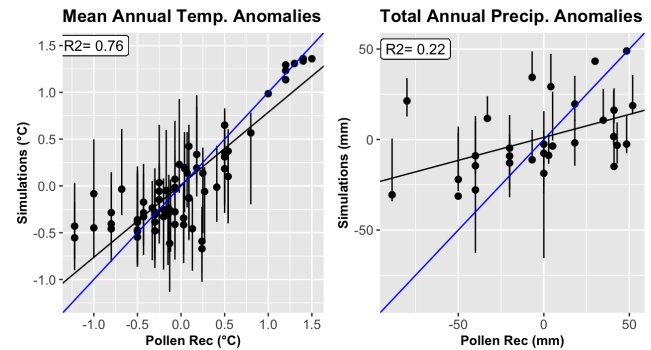 Mean Annual Temp. Anomalies
R2= 0.76
1.5
1.0
0.5
0.0
-0.5
-1.0
Simulations (°C)
-1.0 -0.5 0.0 0.5 1.0 1.5
Pollen Rec (°C)
Total Annual Precip. Anomalies
R2= 0.22
50
0
-50
Simulations (mm)
-50 0 50
Pollen Rec (mm)